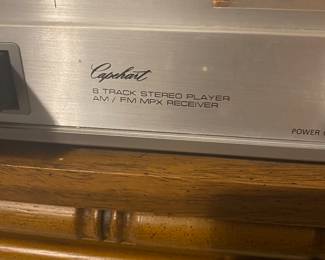 Capehart
8 TRACK STEREO PLAYER
AM / FM MPX RECEIVER
POWER